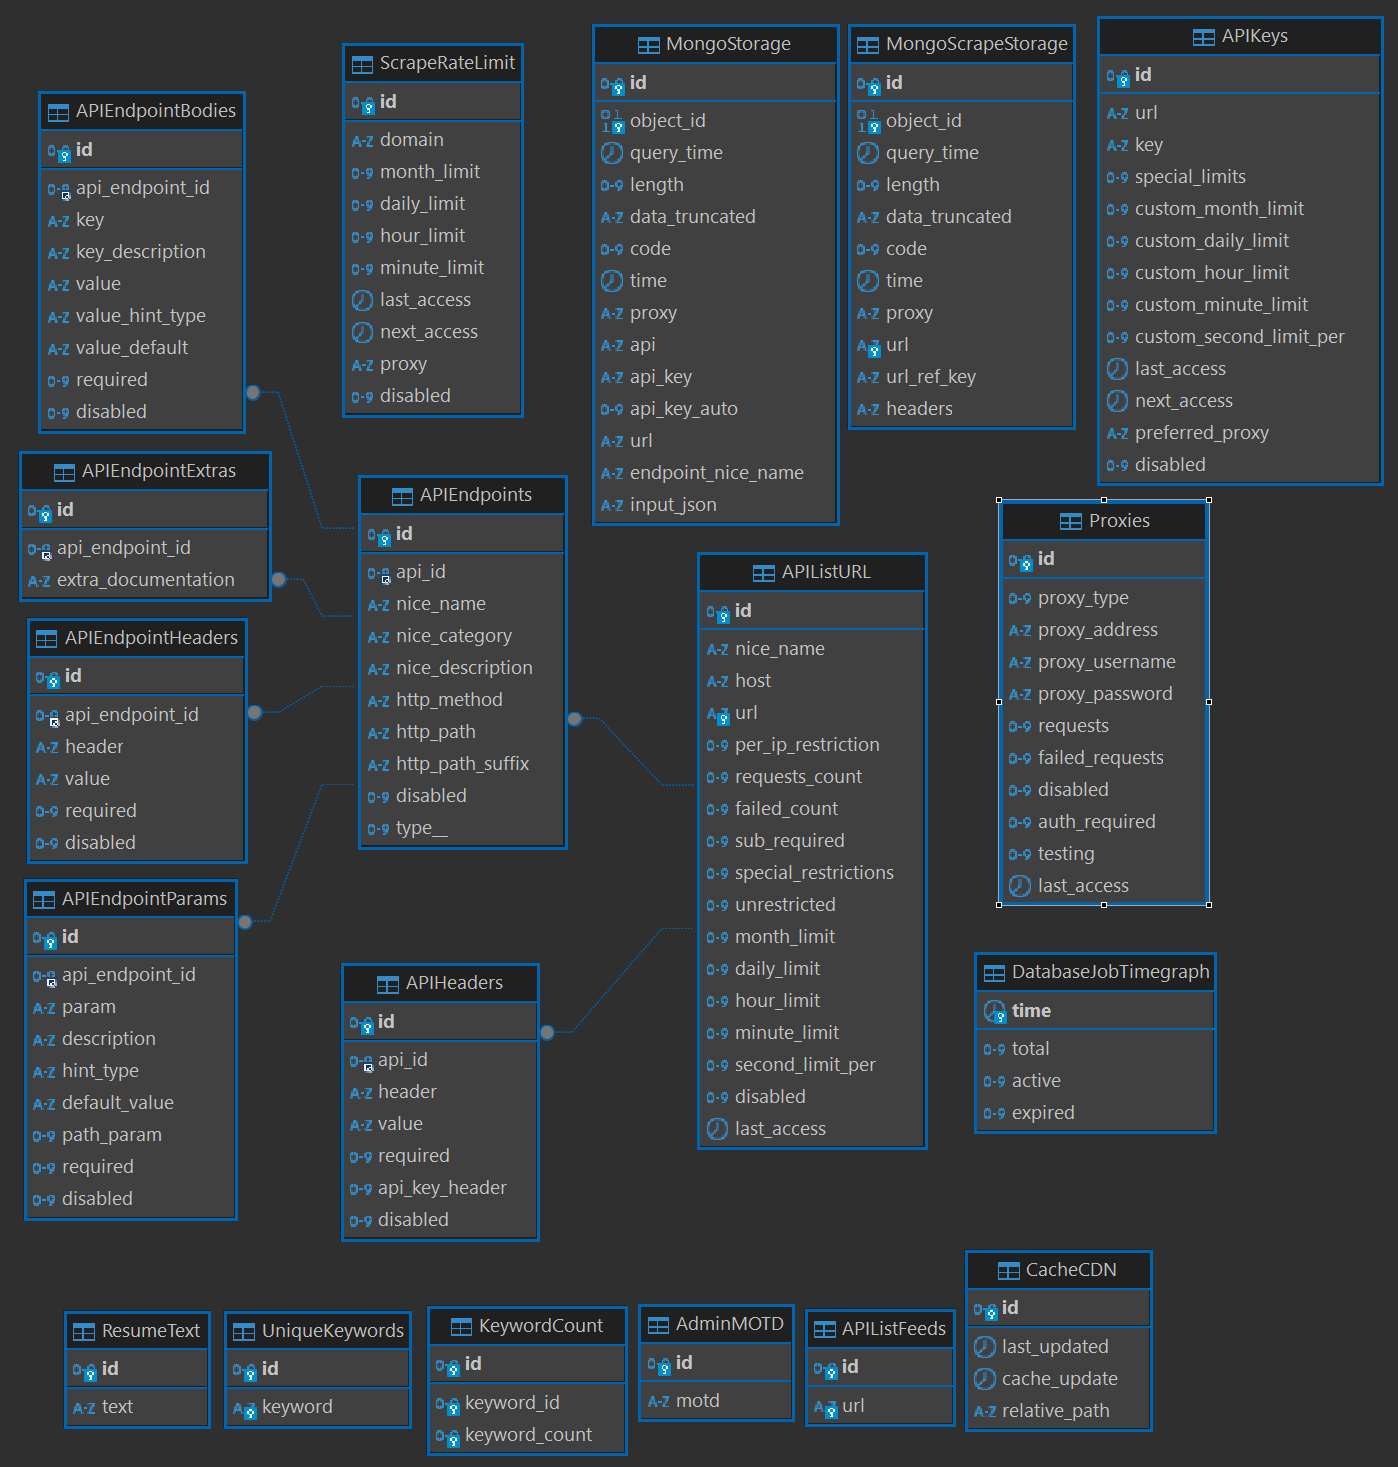 APIEndpointBodies
id
api_endpoint_id
key
key_description
value
value_hint_type
value_default
required
disabled
ScrapeRateLimit
id
domain
month_limit
daily_limit
hour_limit
minute_limit
last_access
next_access
proxy
disabled
MongoStorage
id
object_id
query_time
length
data_truncated
code
time
proxy
api
api_key
api_key_auto
url
endpoint_nice_name
input_json
MongoScrapeStorage
id
object_id
query_time
length
data_truncated
code
time
proxy
url
url_ref_key
headers
APIKeys
id
url
key
special_limits
custom_month_limit
custom_daily_limit
custom_hour_limit
custom_minute_limit
custom_second_limit_per
last_access
next_access
preferred_proxy
disabled
APIEndpointExtras
id
api_endpoint_id
extra_documentation
APIEndpoints
id
api_id
nice_name
nice_category
nice_description
http_method
http_path
http_path_suffix
disabled
type__
APIListURL
id
nice_name
host
url
per_ip_restriction
requests_count
failed_count
sub_required
special_restrictions
unrestricted
month_limit
daily_limit
hour_limit
minute_limit
second_limit_per
disabled
last_access
Proxies
id
proxy_type
proxy_address
proxy_username
proxy_password
requests
failed_requests
disabled
auth_required
testing
last_access
APIEndpointHeaders
id
api_endpoint_id
header
value
required
disabled
APIEndpointParams
id
api_endpoint_id
param
description
hint_type
default_value
path_param
required
disabled
APIHeaders
id
api_id
header
value
required
api_key_header
disabled
DatabaseJobTimegraph
time
total
active
expired
ResumeText
id
text
UniqueKeywords
id
keyword
KeywordCount
id
keyword_id
keyword_count
AdminMOTD
id
motd
APIListFeeds
id
url
CacheCDN
id
last_updated
cache_update
relative_path